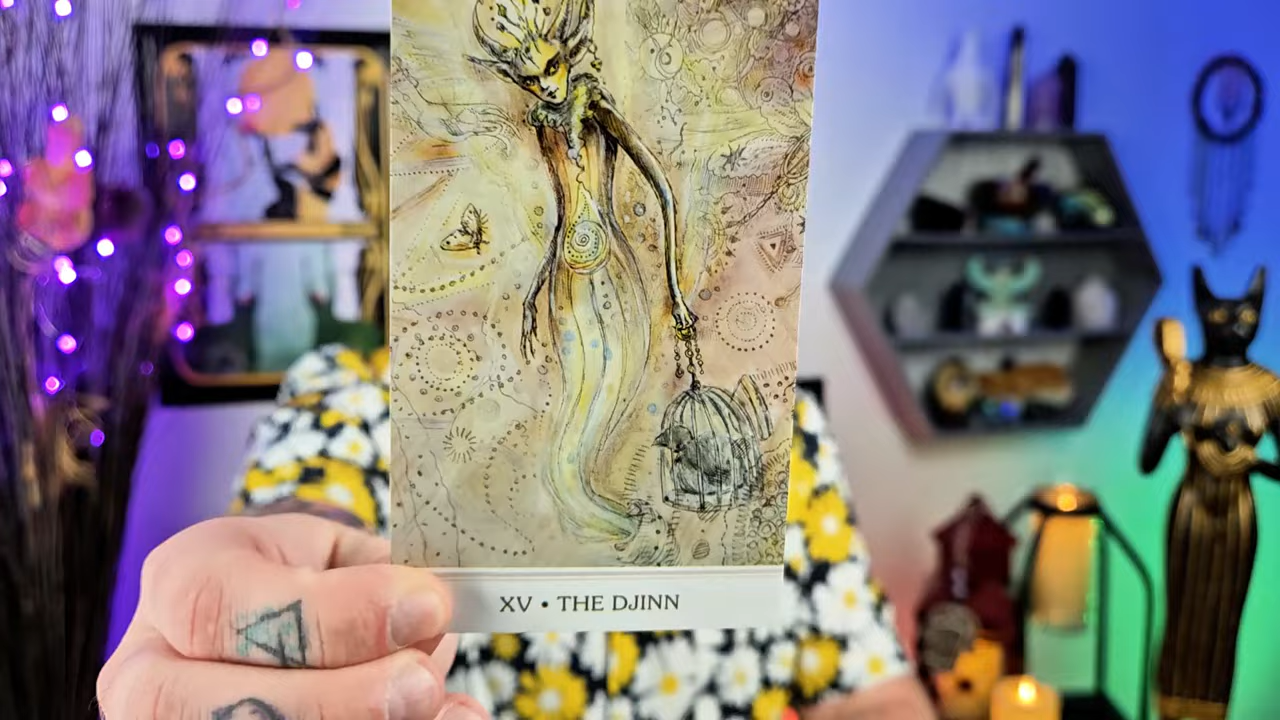 XV • THE DJINN